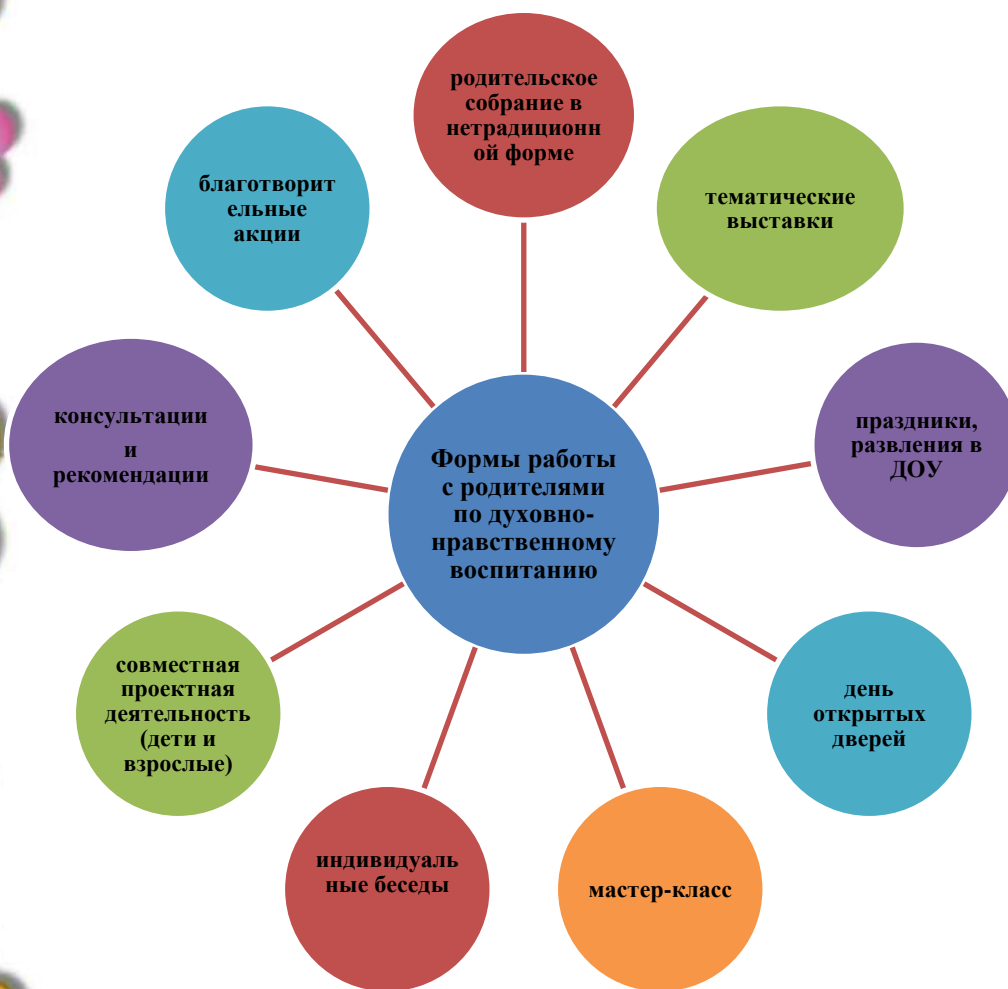 родительское
собрание в
нетрадиционн
ой форме
тематические
выставки
праздники,
развления в
ДОУ
день
открытых
дверей
мастер-класс
индивидуаль
ные беседы
совместная
проектная
деятельность
(дети и
взрослые)
консультации
и
рекомендации
благотворит
ельные
акции
Формы работы
с родителями
по духовно-
нравственному
воспитанию